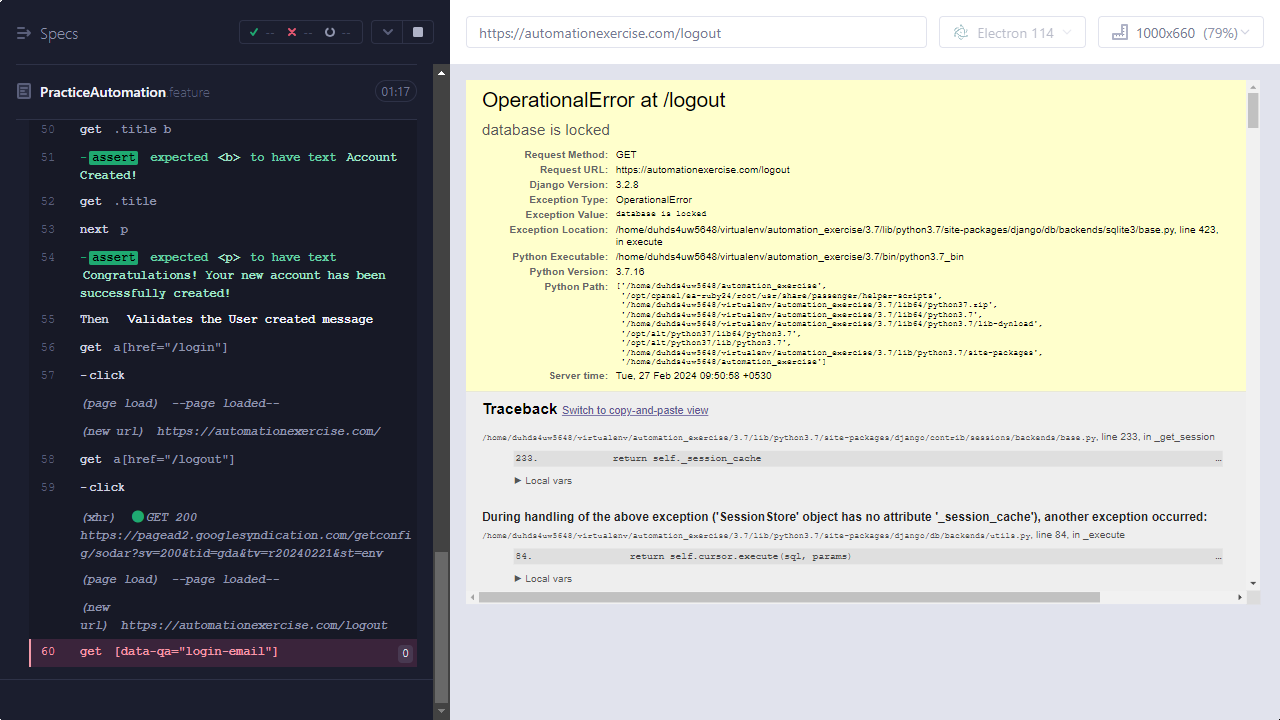 Specs
-- -- --
PracticeAutomation feature
01:17
50 get .title b
51 -assert expected <b> to have text Account
Created!
52 get .title
53 next p
54 -assert expected <p> to have text
Congratulations! Your new account has been
successfully created!
55 Then Validates the User created message
56 get a[href="/login"]
57 -click
(page load) --page loaded--
(new url) https://automationexercise.com/
58 get a[href="/logout"]
59 -click
(xhr) GET 200
https://pagead2.googlesyndication.com/getconfi
g/sodar?sv=200&tid=gda&tv=r20240221&st=env
(page load) --page loaded--
(new
url) https://automationexercise.com/logout
60 get [data-qa="login-email"] 0
https://automationexercise.com/logout
Electron 114
1000x660 (79%)
OperationalError at /logout
database is locked
Request Method: GET
Request URL: https://automationexercise.com/logout
Django Version: 3.2.8
Exception Type: OperationalError
Exception Value: database is locked
Exception Location: /home/duhds4uw5648/virtualenv/automation_exercise/3.7/lib/python3.7/site-packages/django/db/backends/sqlite3/base.py, line 423,
in execute
Python Executable: /home/duhds4uw5648/virtualenv/automation_exercise/3.7/bin/python3.7_bin
Python Version: 3.7.16
Python Path: ['/home/duhds4uw5648/automation_exercise',
'/opt/cpanel/ea-ruby24/root/usr/share/passenger/helper-scripts',
'/home/duhds4uw5648/virtualenv/automation_exercise/3.7/lib64/python37.zip',
'/home/duhds4uw5648/virtualenv/automation_exercise/3.7/lib64/python3.7',
'/home/duhds4uw5648/virtualenv/automation_exercise/3.7/lib64/python3.7/lib-dynload',
'/opt/alt/python37/lib64/python3.7',
'/opt/alt/python37/lib/python3.7',
'/home/duhds4uw5648/virtualenv/automation_exercise/3.7/lib/python3.7/site-packages',
'/home/duhds4uw5648/automation_exercise']
Server time: Tue, 27 Feb 2024 09:50:58 +0530
Traceback Switch to copy-and-paste view
/home/duhds4uw5648/virtualenv/automation_exercise/3.7/lib/python3.7/site-packages/django/contrib/sessions/backends/base.py, line 233, in _get_session
233. return self._session_cache …
▶ Local vars
During handling of the above exception ('SessionStore' object has no attribute '_session_cache'), another exception occurred:
/home/duhds4uw5648/virtualenv/automation_exercise/3.7/lib/python3.7/site-packages/django/db/backends/utils.py, line 84, in _execute
84. return self.cursor.execute(sql, params) …
▶ Local vars